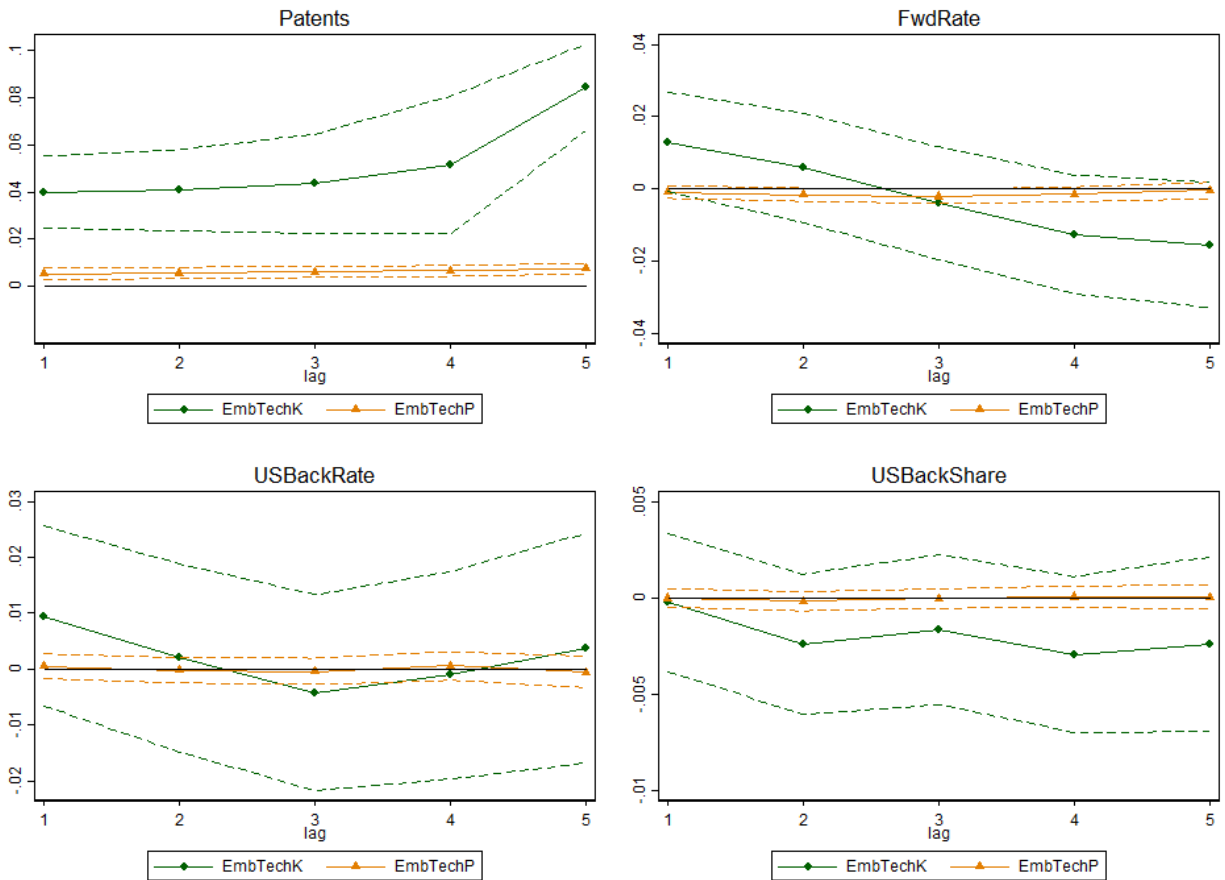 Patents
.1
.08
.06
.04
.02
0
1 2 3 4 5
lag
EmbTechK EmbTechP
FwdRate
.04
.02
0
-.02
-.04
1 2 3 4 5
lag
EmbTechK EmbTechP
USBackRate
.03
.02
.01
0
-.01
-.02
1 2 3 4 5
lag
EmbTechK EmbTechP
USBackShare
.005
0
-.005
-.01
1 2 3 4 5
lag
EmbTechK EmbTechP